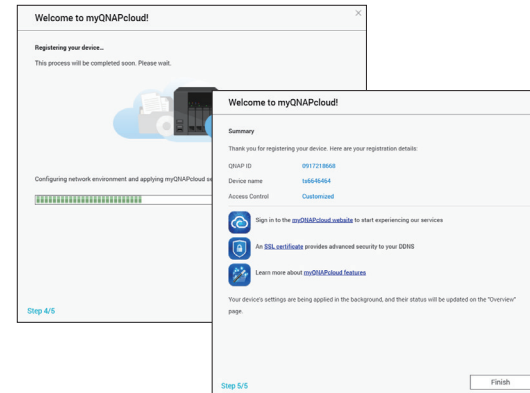 Welcome to myQNAPcloud!
Registering your device...
This process will be completed soon. Please wait.
Configuring network environment and applying myQNAPcloud se
Step 4/5
Welcome to myQNAPcloud!
Summary
Thank you for registering your device. Here are your registration details:
QNAP ID 0917218668
Device name ts6646464
Access Control Customized
Sign in to the myQNAPcloud website to start experiencing our services
An SSL certificate provides advanced security to your DDNS
Learn more about myQNAPcloud features
Your device's settings are being applied in the background, and their status will be updated on the "Overview"
page.
Step 5/5
Finish